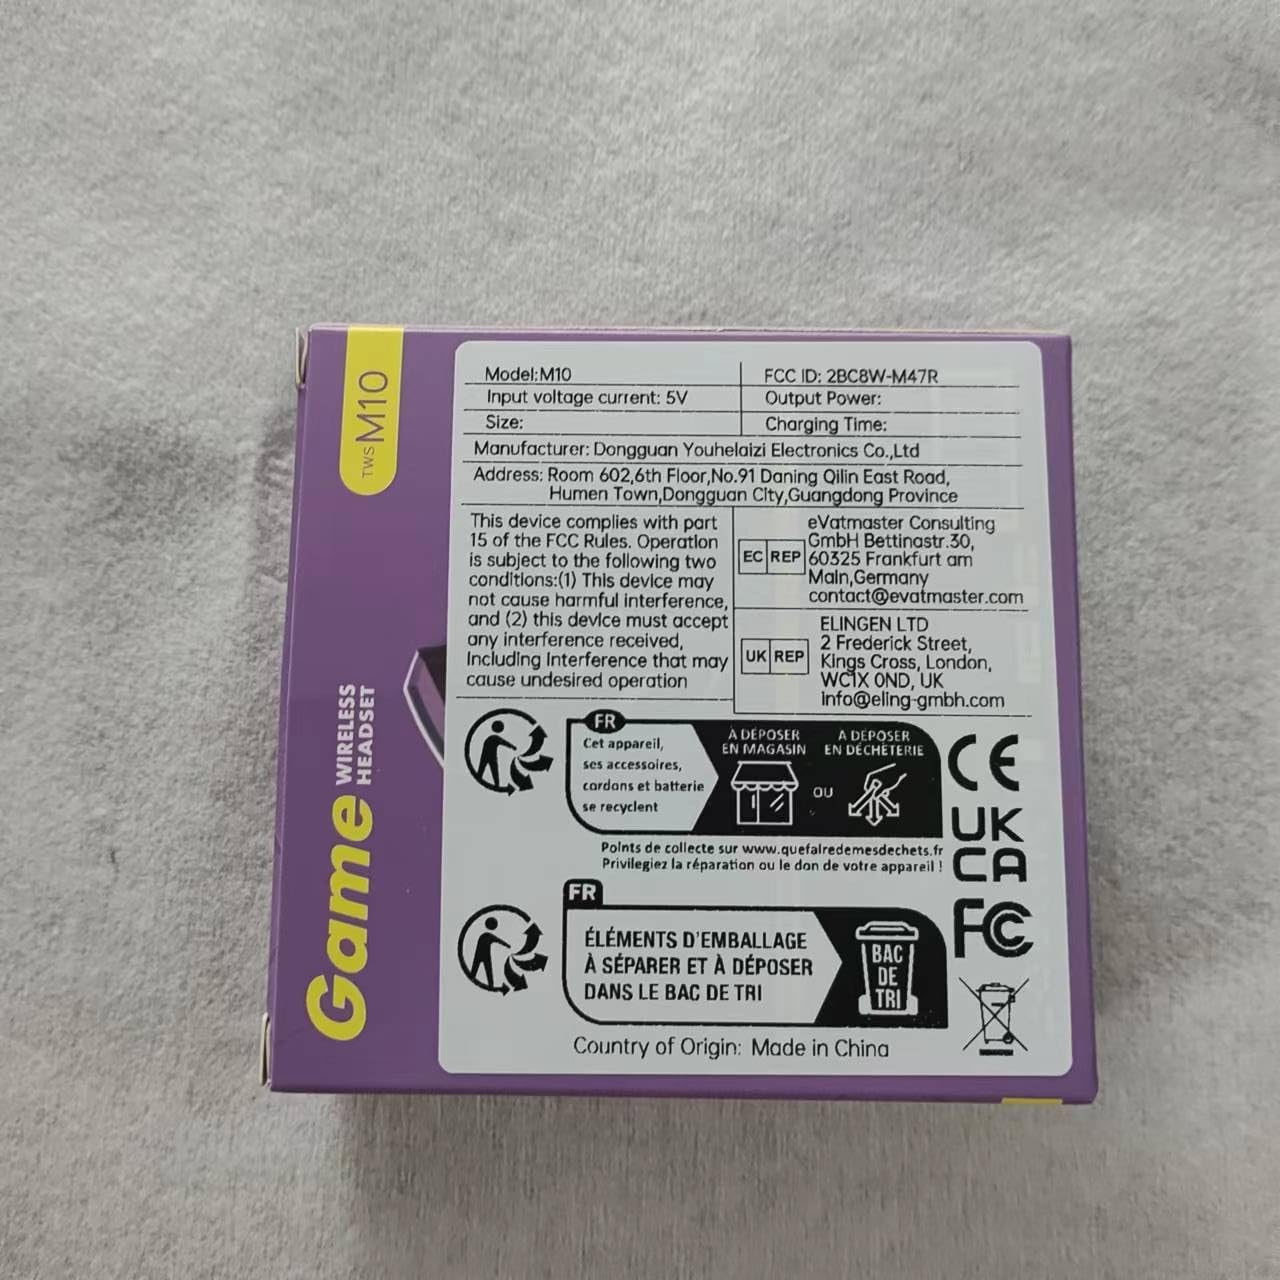 TWS M10
Game WIRELESS
HEADSET
Model:M10
FCC ID: 2BC8W-M47R
Input voltage current: 5V
Output Power:
Size:
Charging Time:
Manufacturer: Dongguan Youhelaizi Electronics Co.,Ltd
Address: Room 602,6th Floor,No.91 Daning Qilin East Road,
Humen Town,Dongguan City,Guangdong Province
This device complies with part
15 of the FCC Rules. Operation
is subject to the following two
conditions:(1) This device may
not cause harmful interference,
and (2) this device must accept
any interference received,
Including Interference that may
cause undesired operation
EC REP
eVatmaster Consulting
GmbH Bettinastr.30,
60325 Frankfurt am
Main,Germany
contact@evatmaster.com
UK REP
ELINGEN LTD
2 Frederick Street,
Kings Cross, London,
WC1X 0ND, UK
info@eling-gmbh.com
FR
Cet appareil,
ses accessoires,
cordons et batterie
se recyclent
À DÉPOSER
EN MAGASIN
OU
A DÉPOSER
EN DÉCHÈTERIE
Points de collecte sur www.quefairedemesdechets.fr
Privilegiez la réparation ou le don de votre appareil !
CE
UK
CA
FC
FR
ÉLÉMENTS D'EMBALLAGE
À SÉPARER ET À DÉPOSER
DANS LE BAC DE TRI
BAC
DE
TRI
Country of Origin: Made in China